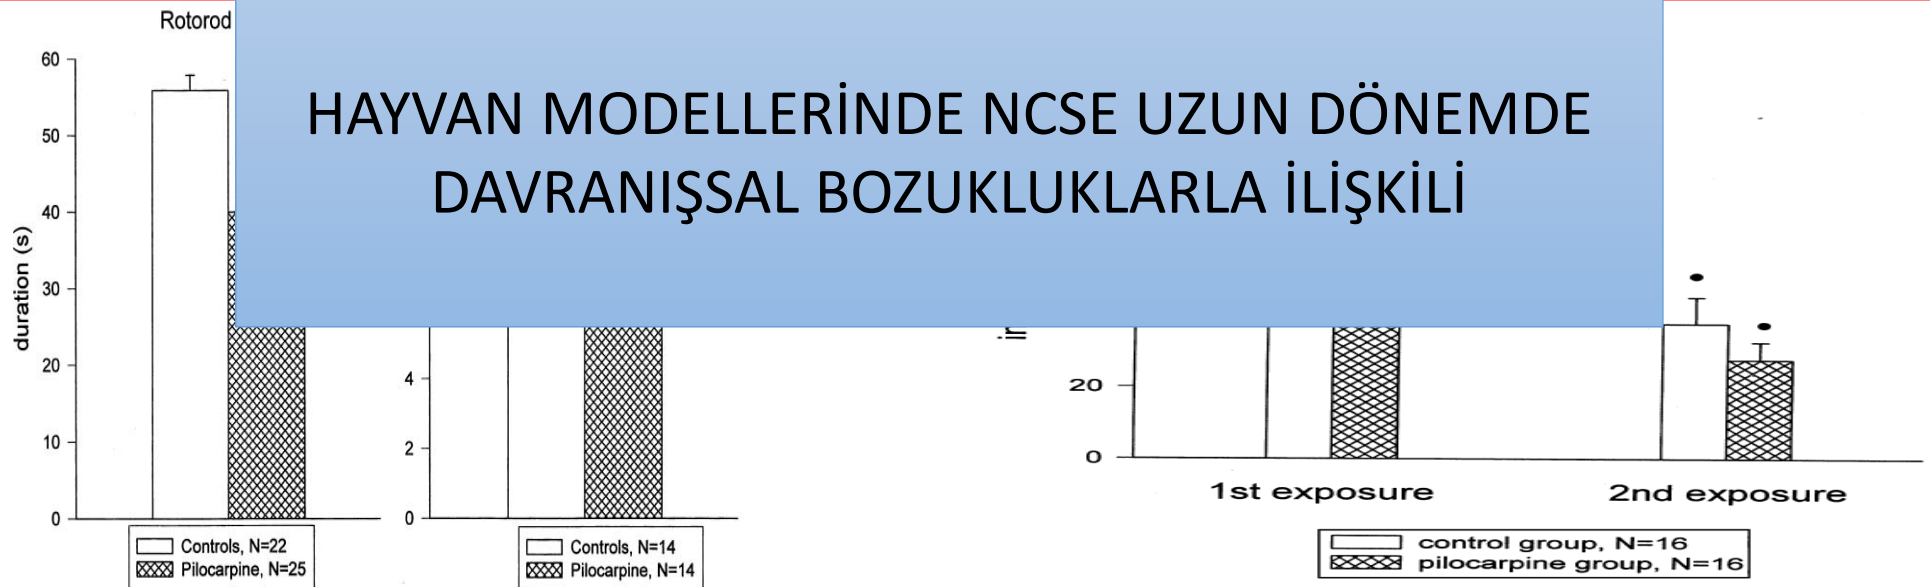 Rotorod
HAYVAN MODELLERİNDE NCSE UZUN DÖNEMDE
DAVRANIŞSAL BOZUKLUKLARLA İLİŞKİLİ
duration (s)
60
50
40
30
20
10
0
4
2
0
20
0
1st exposure
2nd exposure
Controls, N=22
Pilocarpine, N=25
Controls, N=14
Pilocarpine, N=14
control group, N=16
pilocarpine group, N=16